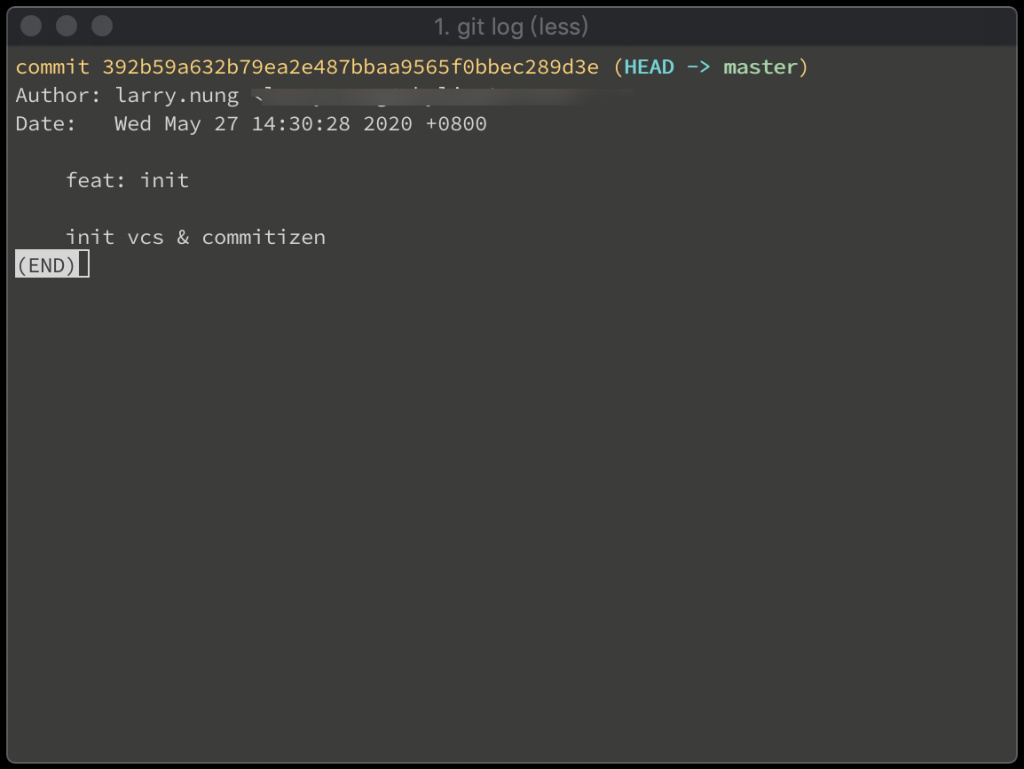 1. git log (less)
commit 392b59a632b79ea2e487bbaa9565f0bbec289d3e (HEAD -> master)
Author: larry.nung
Date:   Wed May 27 14:30:28 2020 +0800
feat: init
init vcs & commitizen
(END)